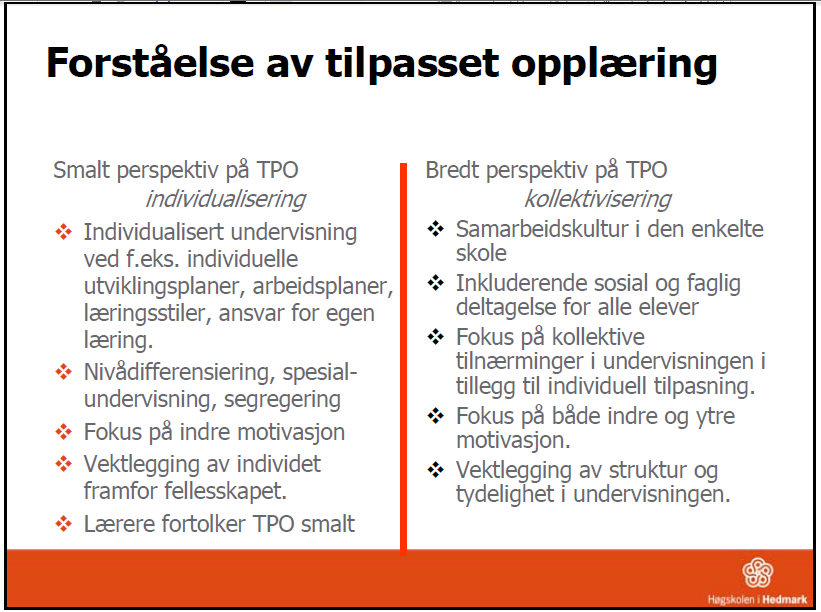 Forståelse av tilpasset opplæring
Smalt perspektiv på TPO
individualisering
Individualisert undervisning
ved f.eks. individuelle
utviklingsplaner, arbeidsplaner,
læringsstiler, ansvar for egen
læring.
Nivådifferensiering, spesial-
undervisning, segregering
Fokus på indre motivasjon
Vektlegging av individet
framfor fellesskapet.
Lærere fortolker TPO smalt
Bredt perspektiv på TPO
kollektivisering
Samarbeidskultur i den enkelte
skole
Inkluderende sosial og faglig
deltagelse for alle elever
Fokus på kollektive
tilnærminger i undervisningen i
tillegg til individuell tilpasning.
Fokus på både indre og ytre
motivasjon.
Vektlegging av struktur og
tydelighet i undervisningen.
Høgskolen i Hedmark